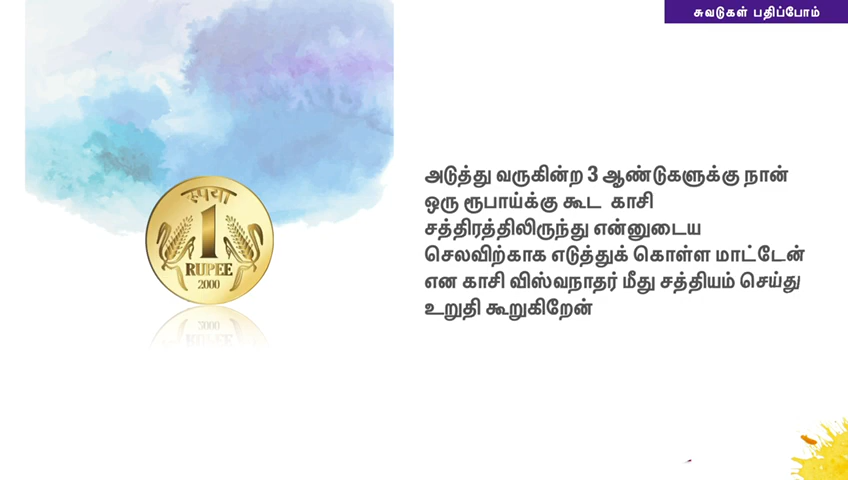 சுவடுகள் பதிப்போம்
रुपया
1
RUPEE
2000
அடுத்து வருகின்ற 3 ஆண்டுகளுக்கு நான்
ஒரு ரூபாய்க்கு கூட காசி
சத்திரத்திலிருந்து என்னுடைய
செலவிற்காக எடுத்துக் கொள்ள மாட்டேன்
என காசி விஸ்வநாதர் மீது சத்தியம் செய்து
உறுதி கூறுகிறேன்